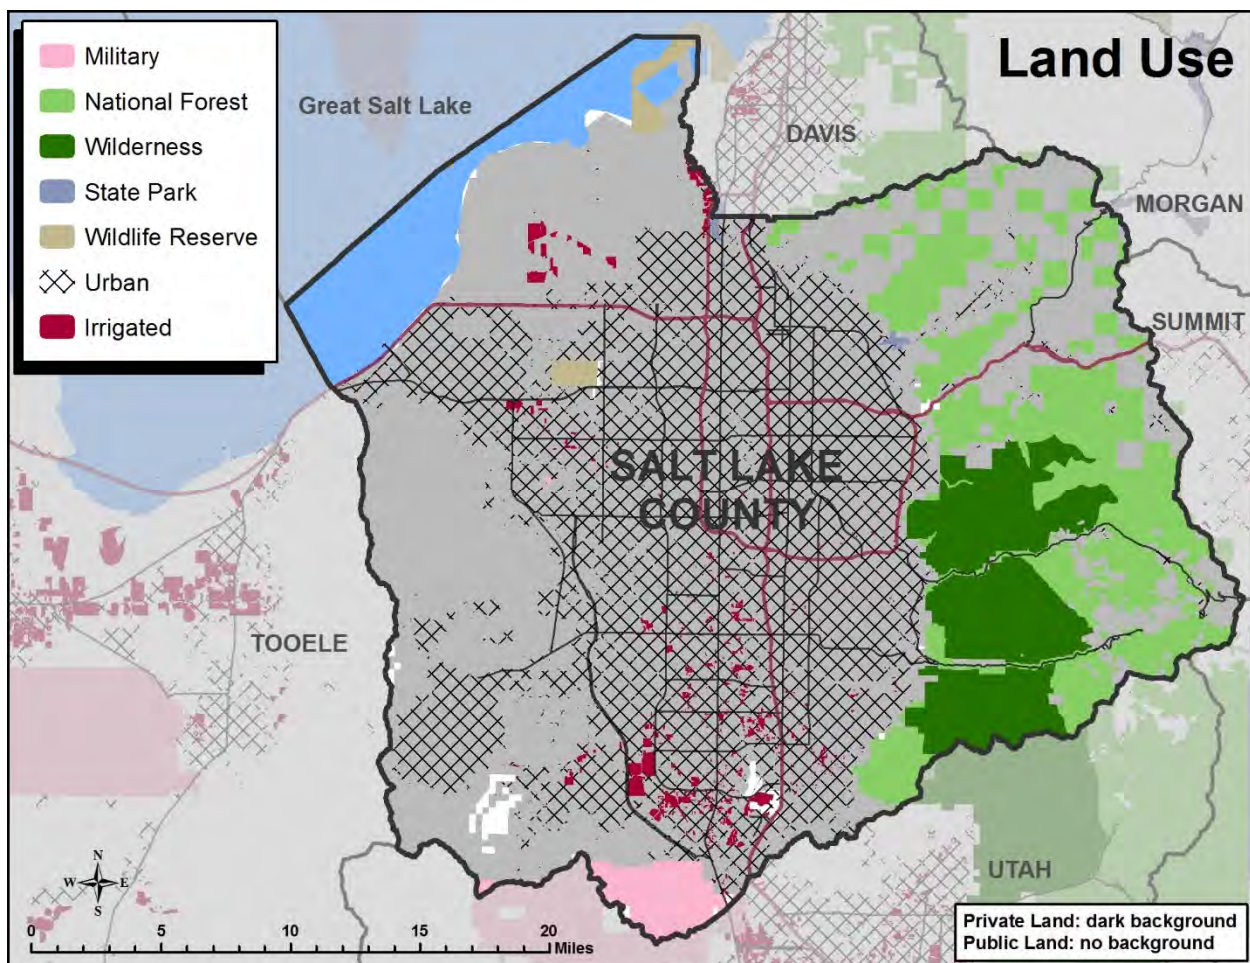 Land Use
Military
National Forest
Wilderness
State Park
Wildlife Reserve
Urban
Irrigated
Great Salt Lake
DAVIS
MORGAN
SUMMIT
SALT LAKE
COUNTY
TOOELE
UTAH
N
W E
S
0 5 10 15 20
Miles
Private Land: dark background
Public Land: no background